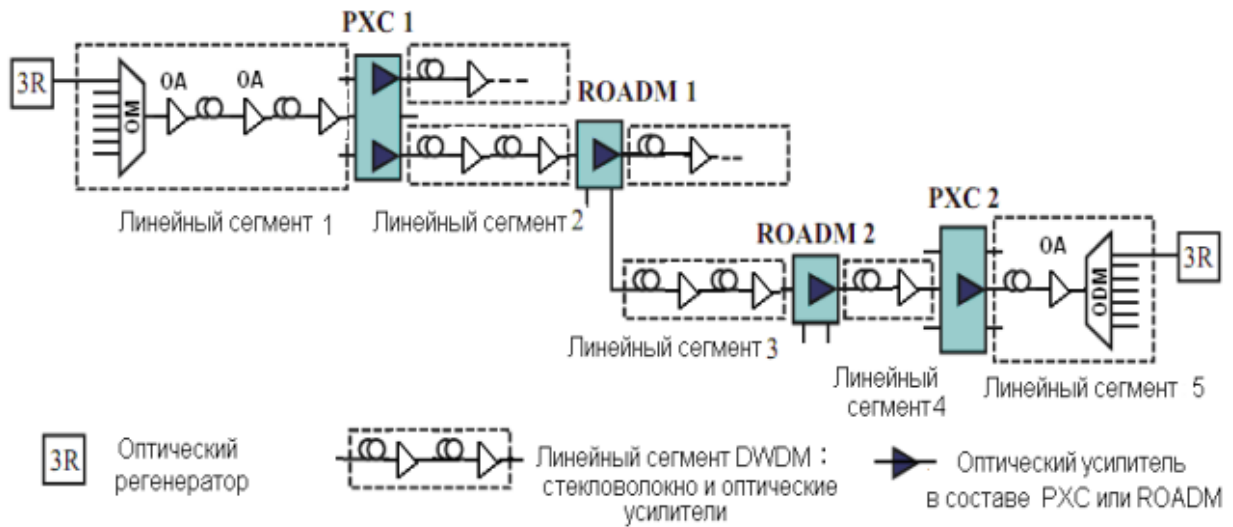 PXC 1
3R
OM
OA
OA
ROADM 1
Линейный сегмент 1
Линейный сегмент 2
PXC 2
ROADM 2
OA
ODM
3R
Линейный сегмент 3
Линейный
сегмент4
Линейный сегмент 5
3R
Оптический
регенератор
Линейный сегмент DWDM :
стекловолокно и оптические
усилители
Оптический усилитель
в составе PXC или ROADM